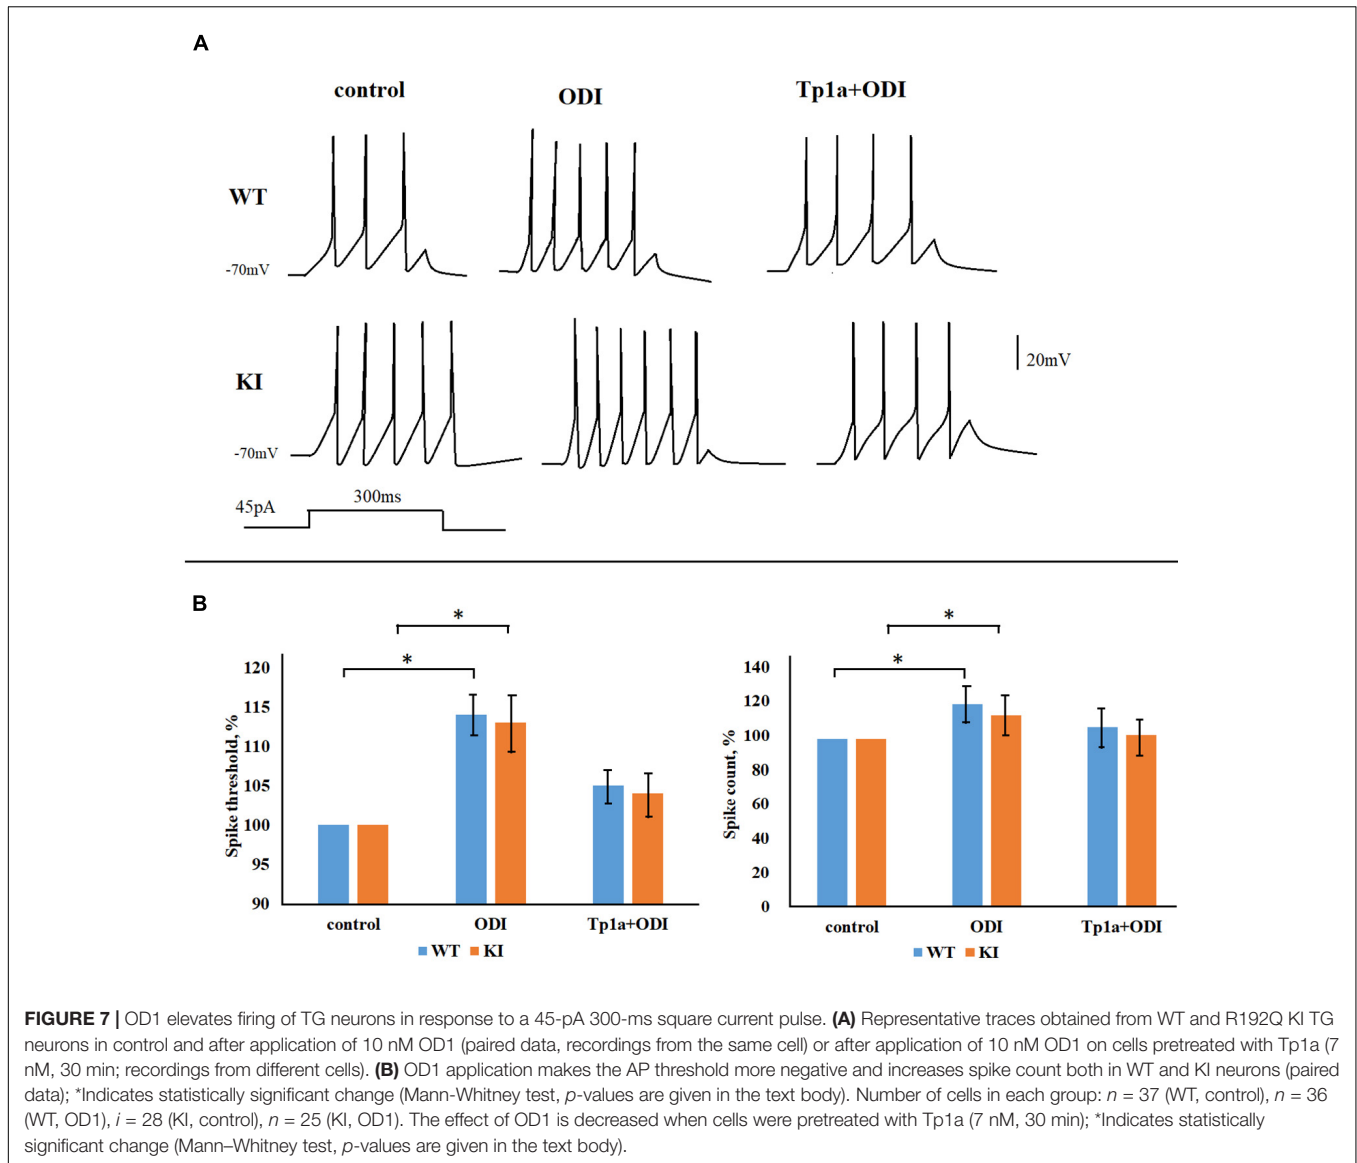 A
control
ODI
Tp1a+ODI
WT
-70mV
KI
20mV
-70mV
300ms
45pA
B
*
*
120
115
110
105
100
95
90
Spike threshold, %
control
ODI
Tp1a+ODI
WT
KI
*
*
140
120
100
80
60
40
20
0
Spike count, %
control
ODI
Tp1a+ODI
WT
KI
FIGURE 7 | OD1 elevates firing of TG neurons in response to a 45-pA 300-ms square current pulse. (A) Representative traces obtained from WT and R192Q KI TG
neurons in control and after application of 10 nM OD1 (paired data, recordings from the same cell) or after application of 10 nM OD1 on cells pretreated with Tp1a (7
nM, 30 min; recordings from different cells). (B) OD1 application makes the AP threshold more negative and increases spike count both in WT and KI neurons (paired
data); *Indicates statistically significant change (Mann-Whitney test, p-values are given in the text body). Number of cells in each group: n = 37 (WT, control), n = 36
(WT, OD1), i = 28 (KI, control), n = 25 (KI, OD1). The effect of OD1 is decreased when cells were pretreated with Tp1a (7 nM, 30 min); *Indicates statistically
significant change (Mann–Whitney test, p-values are given in the text body).